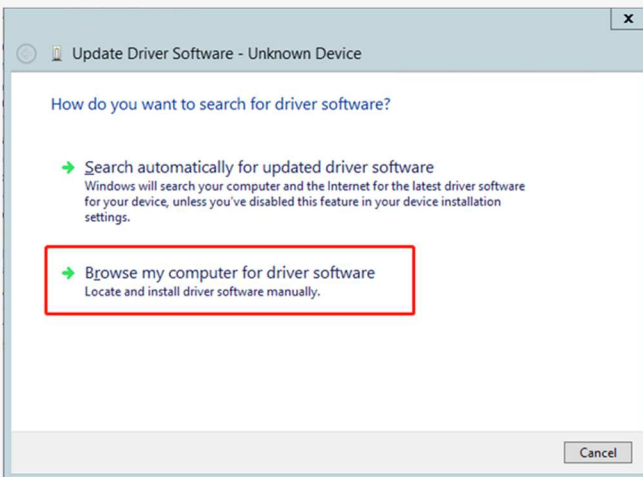 x
Update Driver Software - Unknown Device
How do you want to search for driver software?
Search automatically for updated driver software
Windows will search your computer and the Internet for the latest driver software
for your device, unless you've disabled this feature in your device installation
settings.
Browse my computer for driver software
Locate and install driver software manually.
Cancel